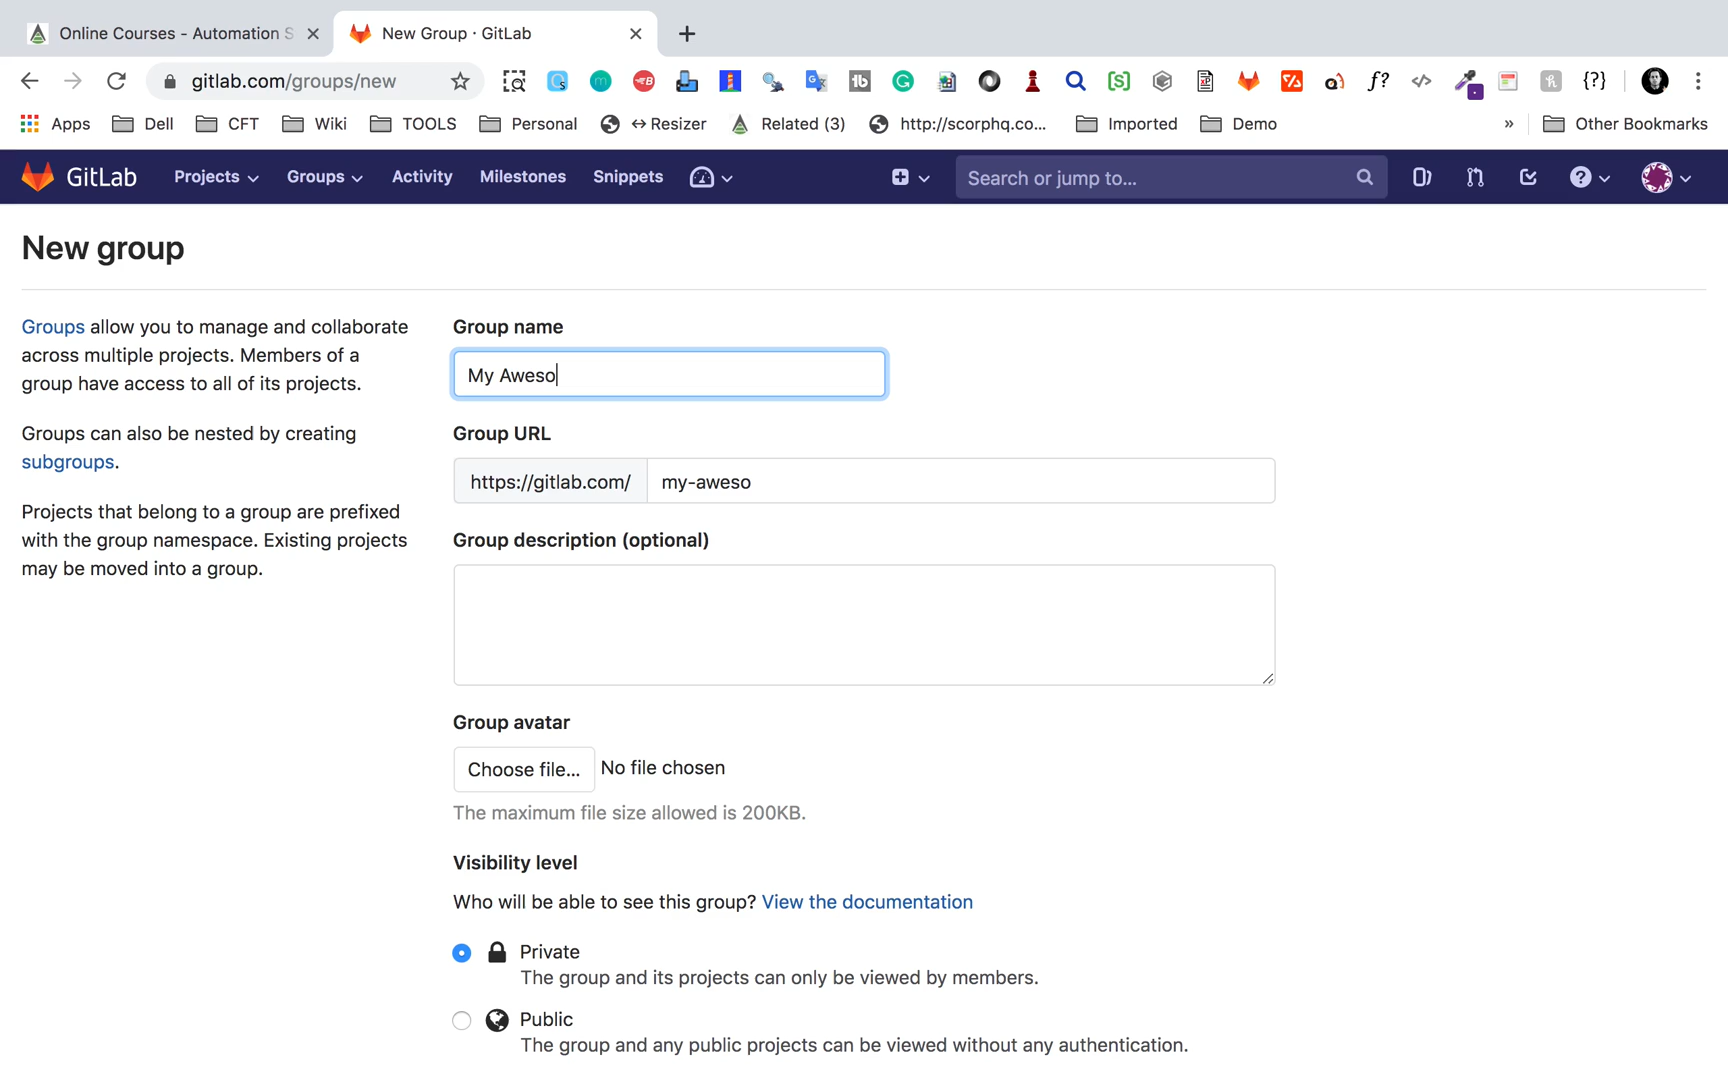 Online Courses - Automation S
New Group · GitLab
gitlab.com/groups/new
Apps
Dell
CFT
Wiki
TOOLS
Personal
↔ Resizer
Related (3)
http://scorphq.co...
Imported
Demo
»
Other Bookmarks
GitLab
Projects
Groups
Activity
Milestones
Snippets
Search or jump to...
New group
Groups allow you to manage and collaborate
across multiple projects. Members of a
group have access to all of its projects.
Groups can also be nested by creating
subgroups.
Projects that belong to a group are prefixed
with the group namespace. Existing projects
may be moved into a group.
Group name
My Aweso
Group URL
https://gitlab.com/
my-aweso
Group description (optional)
Group avatar
Choose file...
No file chosen
The maximum file size allowed is 200KB.
Visibility level
Who will be able to see this group? View the documentation
Private
The group and its projects can only be viewed by members.
Public
The group and any public projects can be viewed without any authentication.